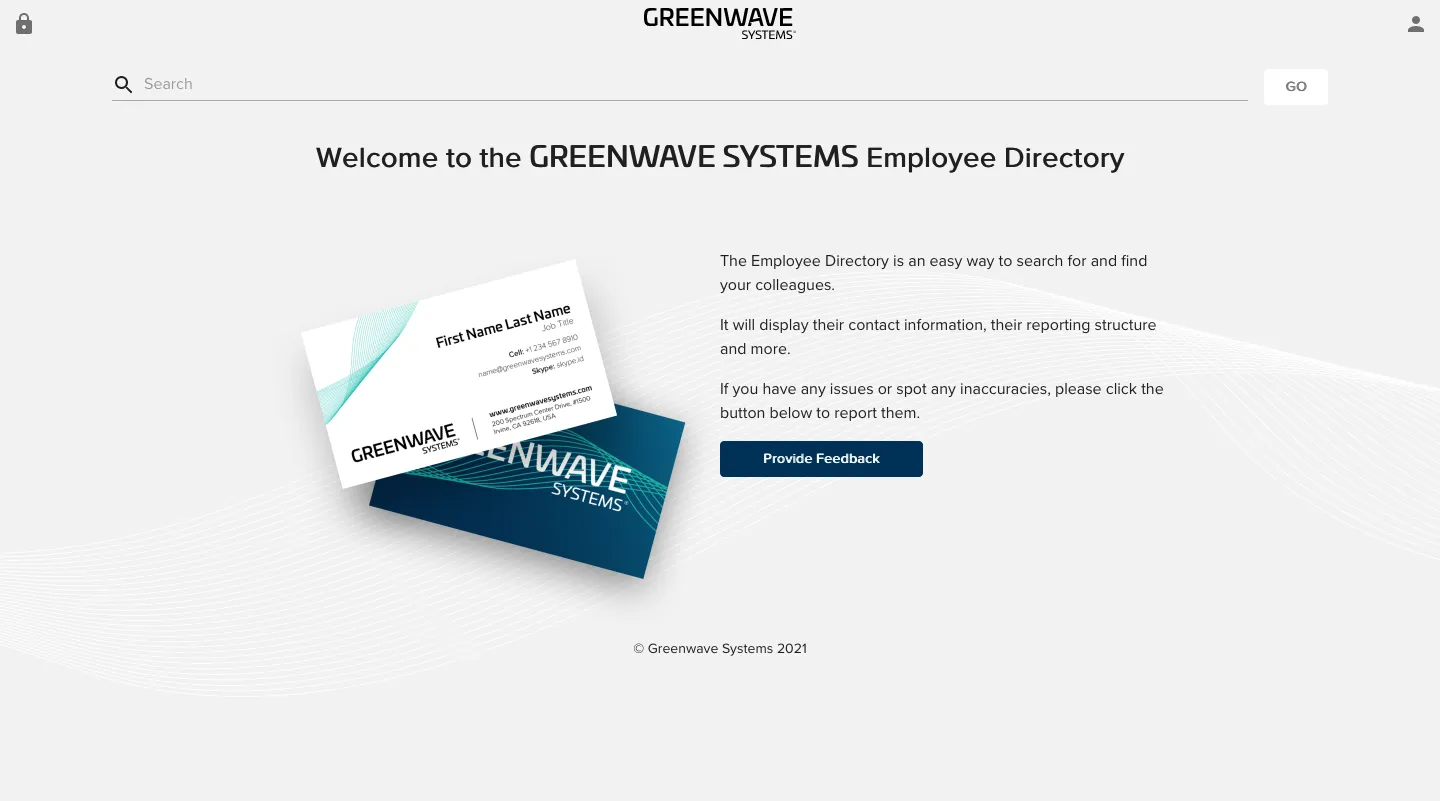 GREENWAVE
SYSTEMS®
Search
GO
Welcome to the GREENWAVE SYSTEMS Employee Directory
The Employee Directory is an easy way to search for and find
your colleagues.
It will display their contact information, their reporting structure
and more.
If you have any issues or spot any inaccuracies, please click the
button below to report them.
Provide Feedback
First Name Last Name
Job Title
Cell: +1 234 567 8910
name@greenwavesystems.com
Skype: skype.id
www.greenwavesystems.com
200 Spectrum Center Drive, #1500
Irvine, CA 92618, USA
GREENWAVE
SYSTEMS®
ENWAVE
SYSTEMS®
© Greenwave Systems 2021